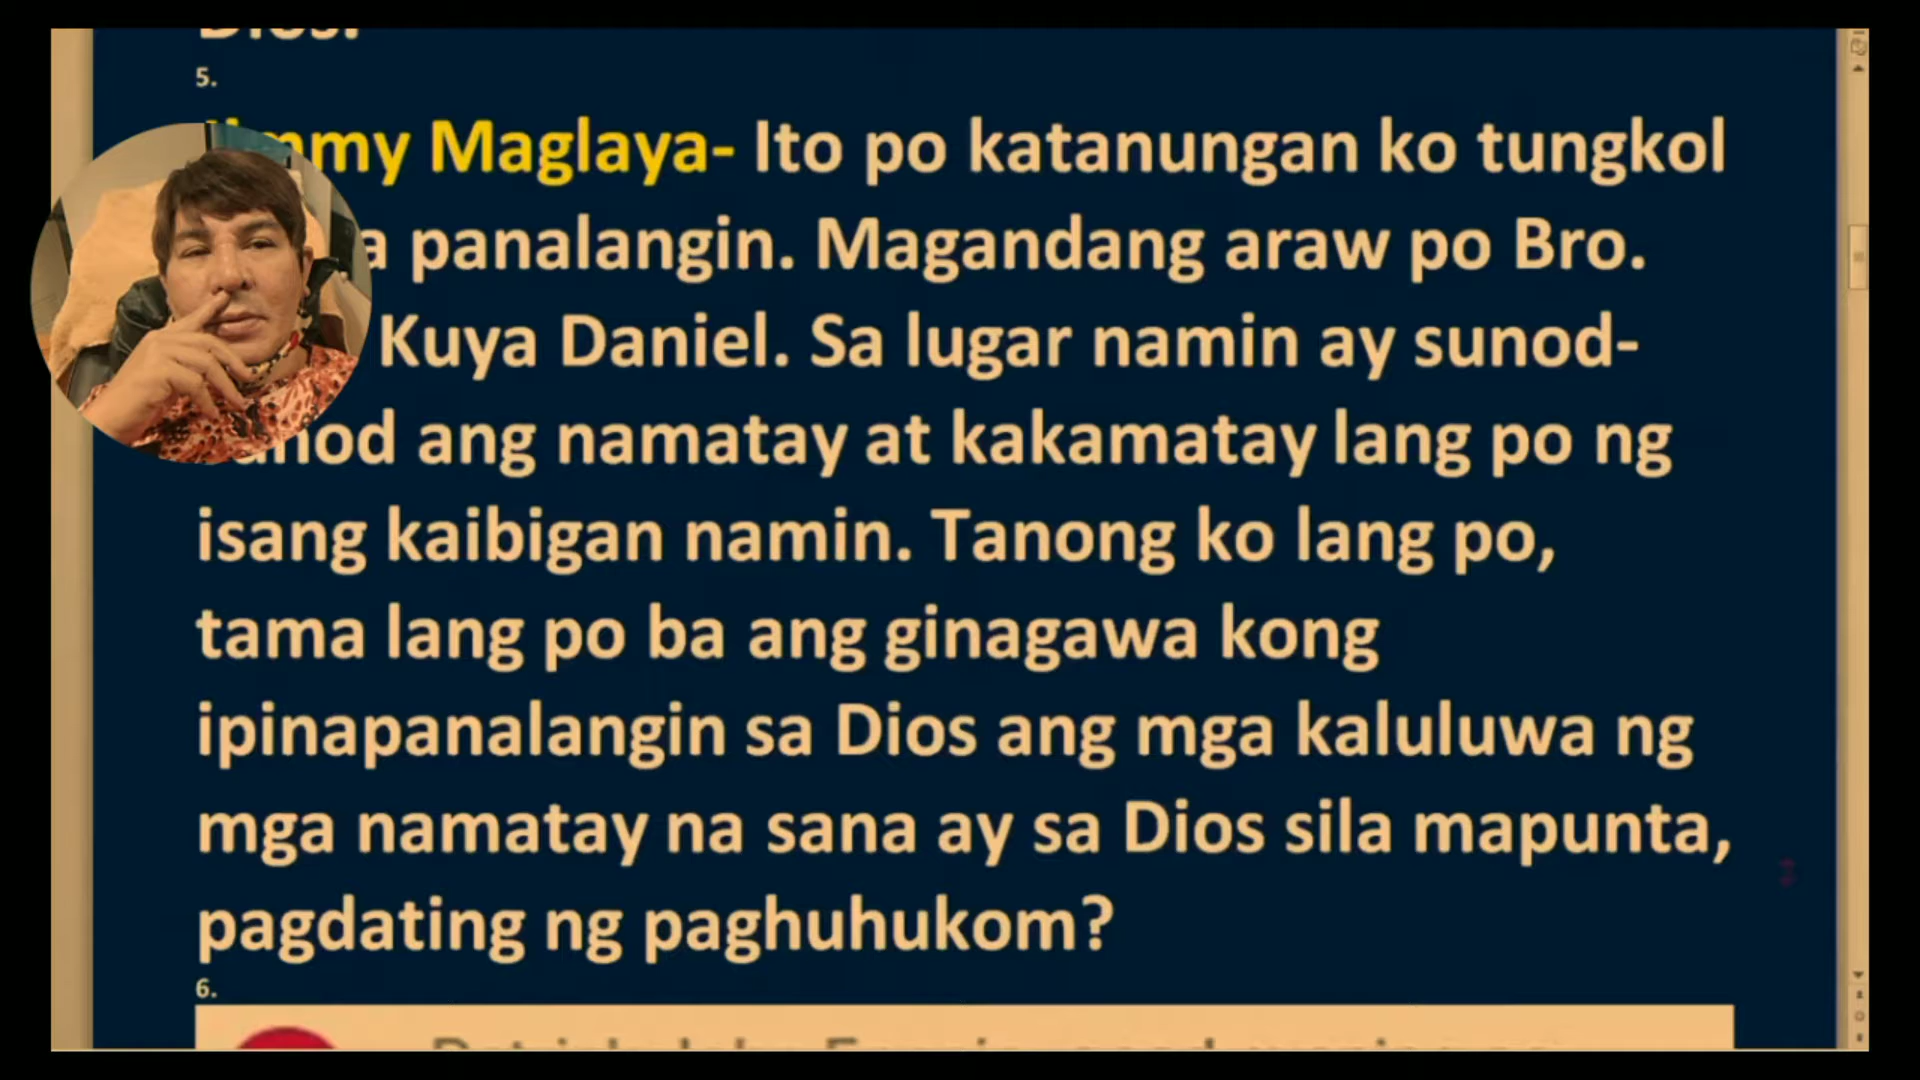 Dios.
5.
Jimmy Maglaya- Ito po katanungan ko tungkol
panalangin. Magandang araw po Bro.
Kuya Daniel. Sa lugar namin ay sunod-
sunod ang namatay at kakamatay lang po ng
isang kaibigan namin. Tanong ko lang po,
tama lang po ba ang ginagawa kong
ipinapanalangin sa Dios ang mga kaluluwa ng
mga namatay na sana ay sa Dios sila mapunta,
pagdating ng paghuhukom?
6.